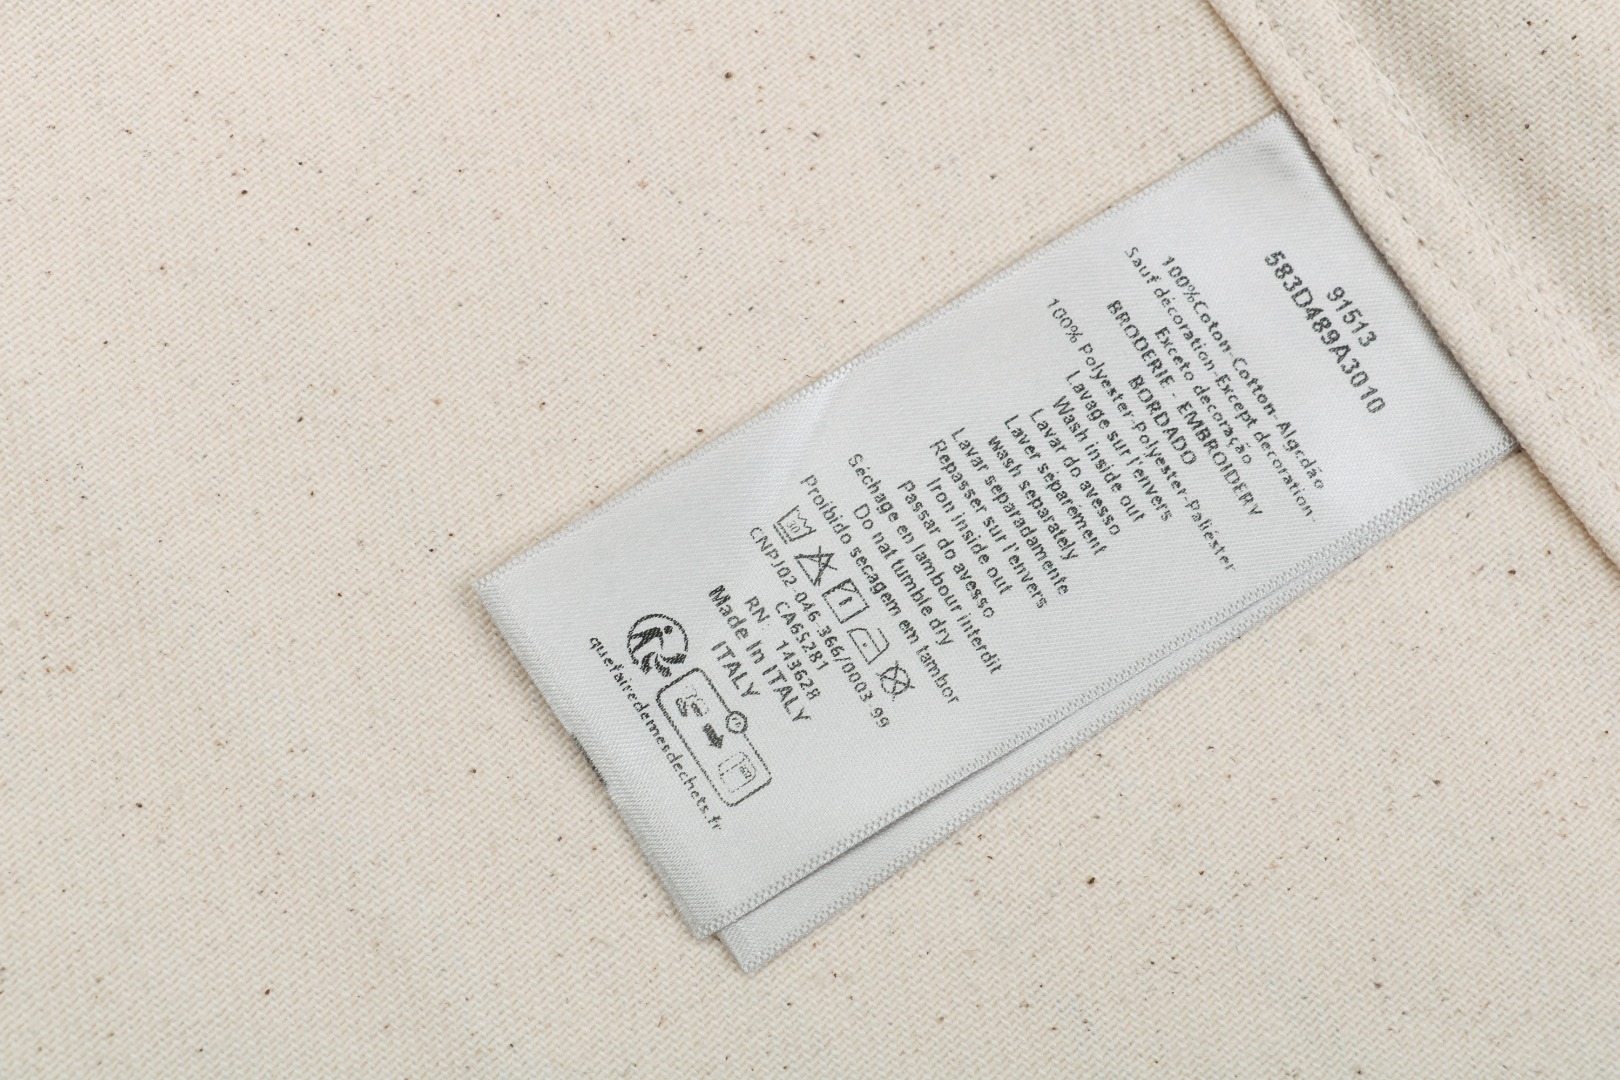 91513
583D489A3010
100%Coton-Cotton-Algodão
Sauf décoration-Except decoration-
Exceto decoração
BRODERIE - EMBROIDERY
BORDADO
100% Polyester-Polyester-Poliéster
Lavage sur l'envers
Wash inside out
Lavar do avesso
Laver séparément
wash separately
Lavar separadamente
Repasser sur l'envers
Iron inside out
Passar do avesso
Séchage en tambour interdit
Do nat tumble dry
Proibido secagem em tambor
30
CNPJ02-046-366/0003-99
CA65281
RN 143628
Made In ITALY
ITALY
quefairedemesdechets.fr